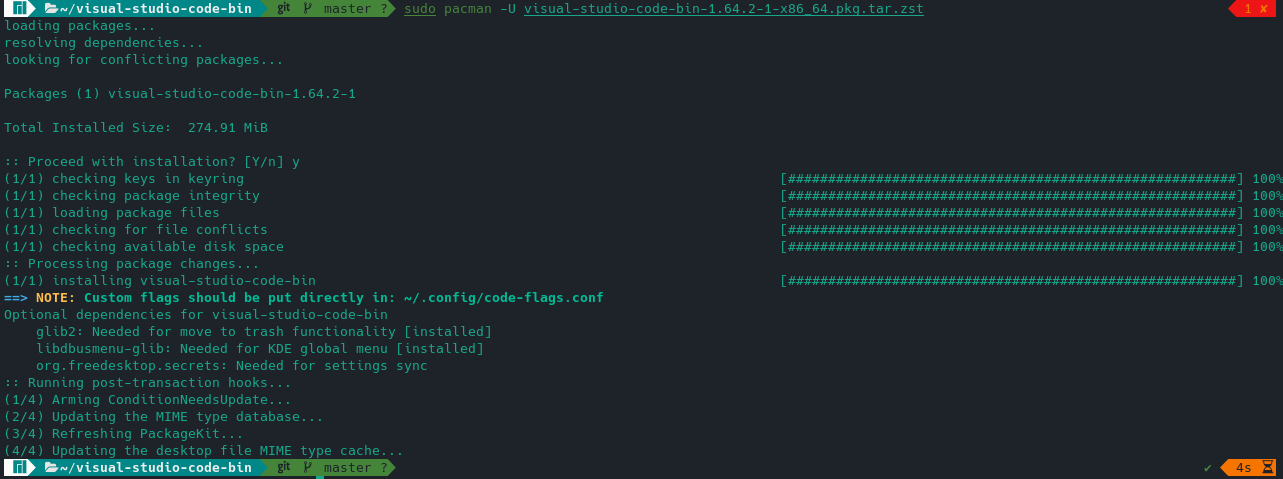 ~/visual-studio-code-bin git master ? sudo pacman -U visual-studio-code-bin-1.64.2-1-x86_64.pkg.tar.zst 1 ✘
loading packages...
resolving dependencies...
looking for conflicting packages...
Packages (1) visual-studio-code-bin-1.64.2-1
Total Installed Size:  274.91 MiB
:: Proceed with installation? [Y/n] y
(1/1) checking keys in keyring [########################################################] 100%
(1/1) checking package integrity [########################################################] 100%
(1/1) loading package files [########################################################] 100%
(1/1) checking for file conflicts [########################################################] 100%
(1/1) checking available disk space [########################################################] 100%
:: Processing package changes...
(1/1) installing visual-studio-code-bin [########################################################] 100%
==> NOTE: Custom flags should be put directly in: ~/.config/code-flags.conf
Optional dependencies for visual-studio-code-bin
    glib2: Needed for move to trash functionality [installed]
    libdbusmenu-glib: Needed for KDE global menu [installed]
    org.freedesktop.secrets: Needed for settings sync
:: Running post-transaction hooks...
(1/4) Arming ConditionNeedsUpdate...
(2/4) Updating the MIME type database...
(3/4) Refreshing PackageKit...
(4/4) Updating the desktop file MIME type cache...
~/visual-studio-code-bin git master ? ✔ 4s